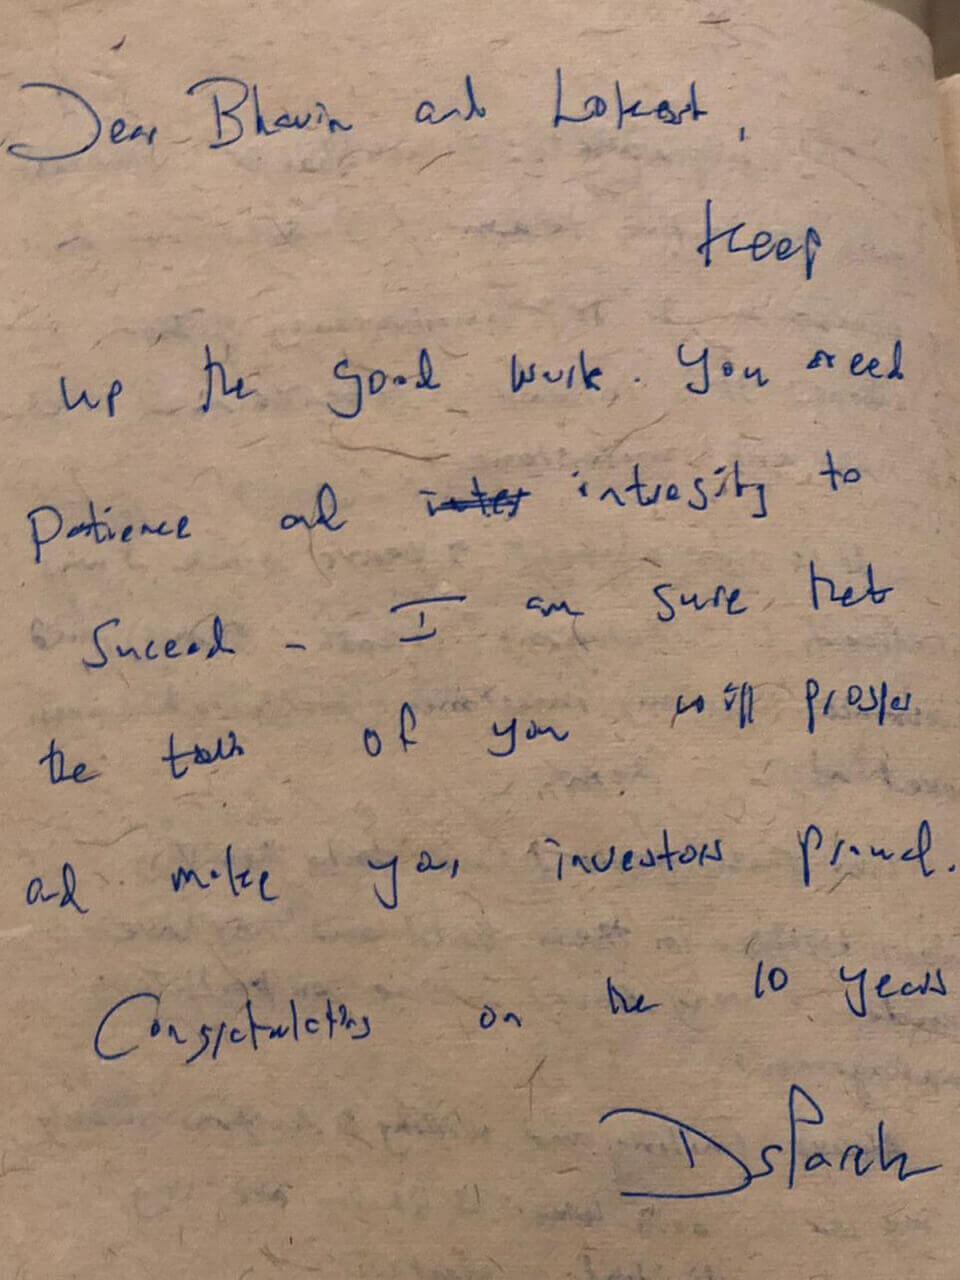 Dear Bhavin and Lokesh,
Keep
up the good work. You need
Patience and intensity to
Succeed - I am sure that
the two of you will prosper
and make your investors proud.
Congratulations on the 10 years
DSParekh